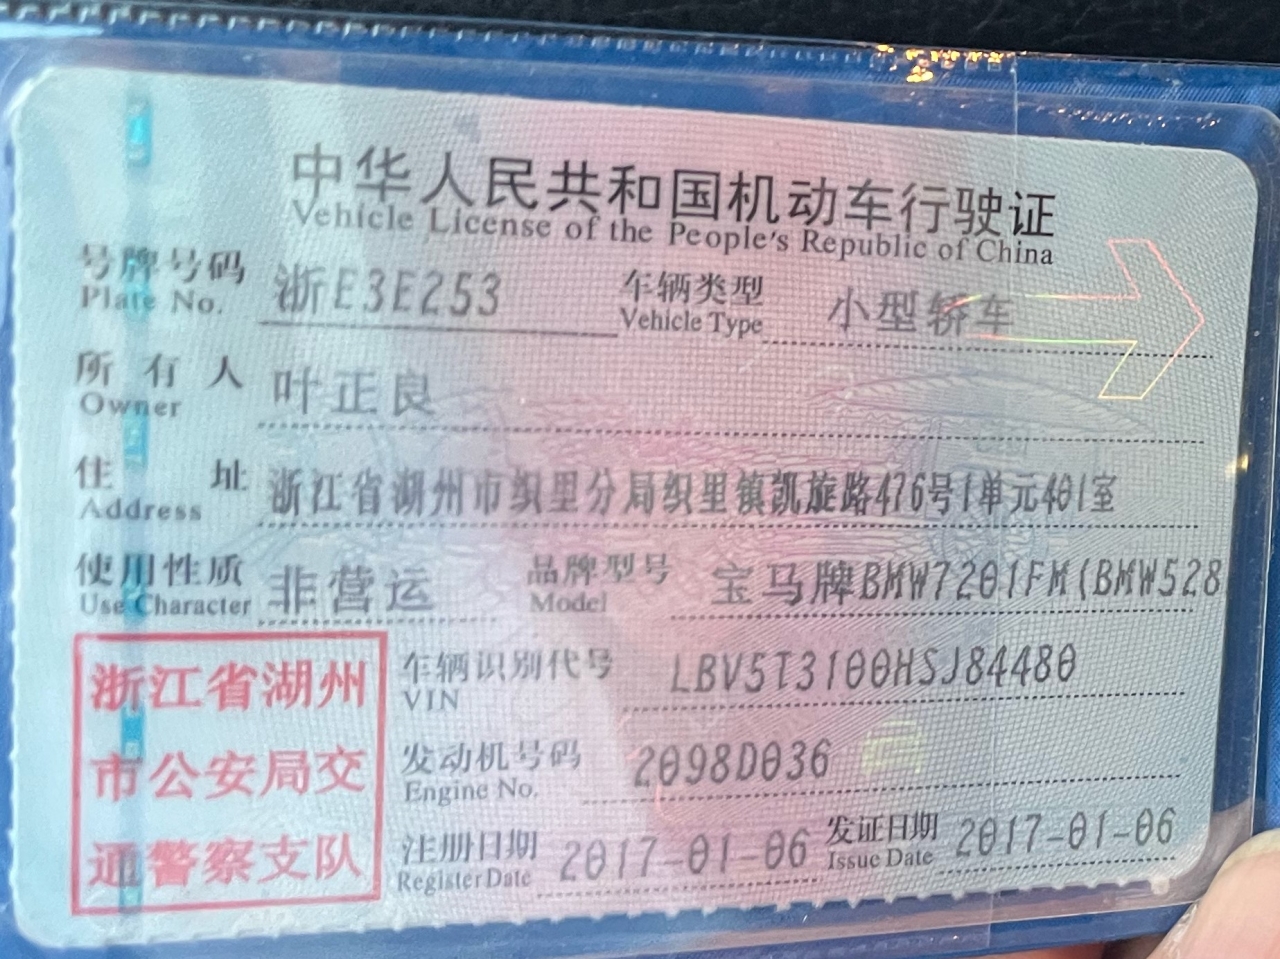 中华人民共和国机动车行驶证
Vehicle License of the People's Republic of China
号牌号码 浙E3E253 车辆类型 小型轿车
Plate No. Vehicle Type
所有人 叶正良
Owner
住址 浙江省湖州市织里分局织里镇凯旋路476号1单元401室
Address
使用性质 非营运 品牌型号 宝马牌BMW7201FM(BMW528
Use Character Model
浙江省湖州
市公安局交
通警察支队
车辆识别代号 LBV5T3100HSJ84480
VIN
发动机号码 2098D036
Engine No.
注册日期 2017-01-06 发证日期 2017-01-06
Register Date Issue Date